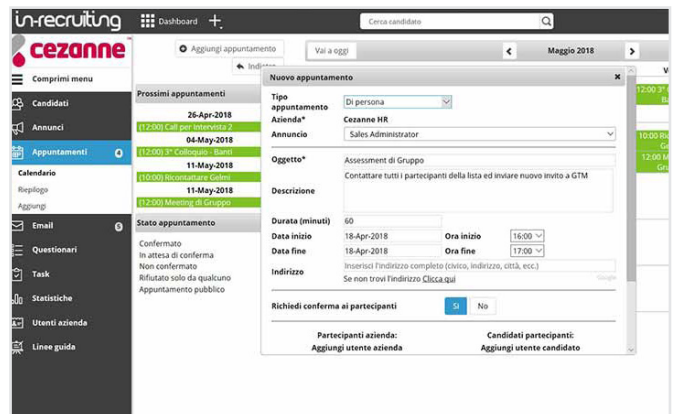 in-recruiting
Dashboard
Cerca candidato
cezanne
Comprimi menu
Candidati
Annunci
Appuntamenti 4
Calendario
Riepilogo
Aggiungi
Email 5
Questionari
Task
Statistiche
Utenti azienda
Linee guida
Aggiungi appuntamento
Vai a oggi
Maggio 2018
Prossimi appuntamenti
26-Apr-2018
(12:00) Call per Intervista 2
04-May-2018
(12:00) 3° Colloquio - Banti
11-May-2018
(10:00) Ricontattare Gelmi
11-May-2018
(12:00) Meeting di Gruppo
Stato appuntamento
Confermato
In attesa di conferma
Non confermato
Rifiutato solo da qualcuno
Appuntamento pubblico
Nuovo appuntamento
Tipo appuntamento Di persona
Azienda* Cezanne HR
Annuncio Sales Administrator
Oggetto* Assessment di Gruppo
Descrizione Contattare tutti i partecipanti della lista ed inviare nuovo invito a GTM
Durata (minuti) 60
Data inizio 18-Apr-2018 Ora inizio 16:00
Data fine 18-Apr-2018 Ora fine 17:00
Indirizzo Inserisci l'indirizzo completo (civico, indirizzo, città, ecc.)
Se non trovi l'indirizzo Clicca qui
Google
Richiedi conferma ai partecipanti Si No
Partecipanti azienda: Candidati partecipanti:
Aggiungi utente azienda Aggiungi utente candidato
12:00 3°